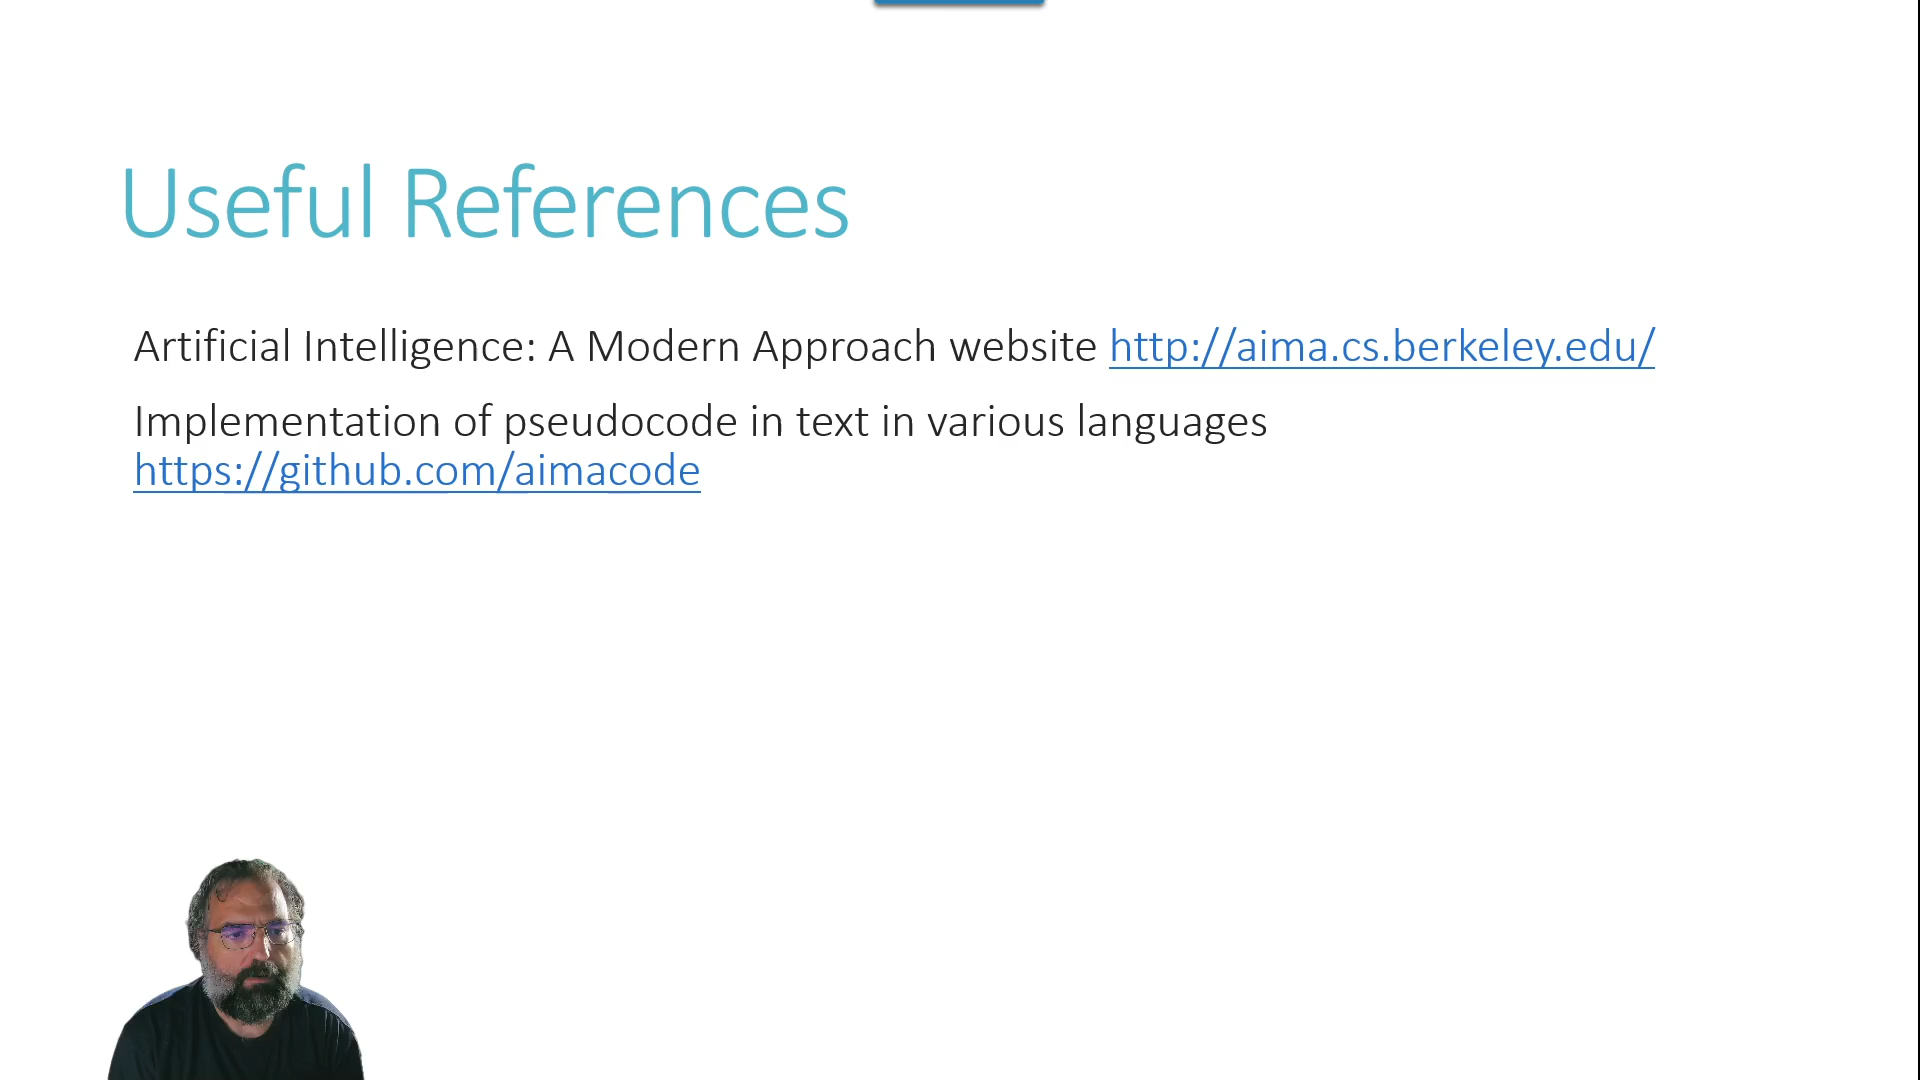 Useful References
Artificial Intelligence: A Modern Approach website http://aima.cs.berkeley.edu/
Implementation of pseudocode in text in various languages
https://github.com/aimacode